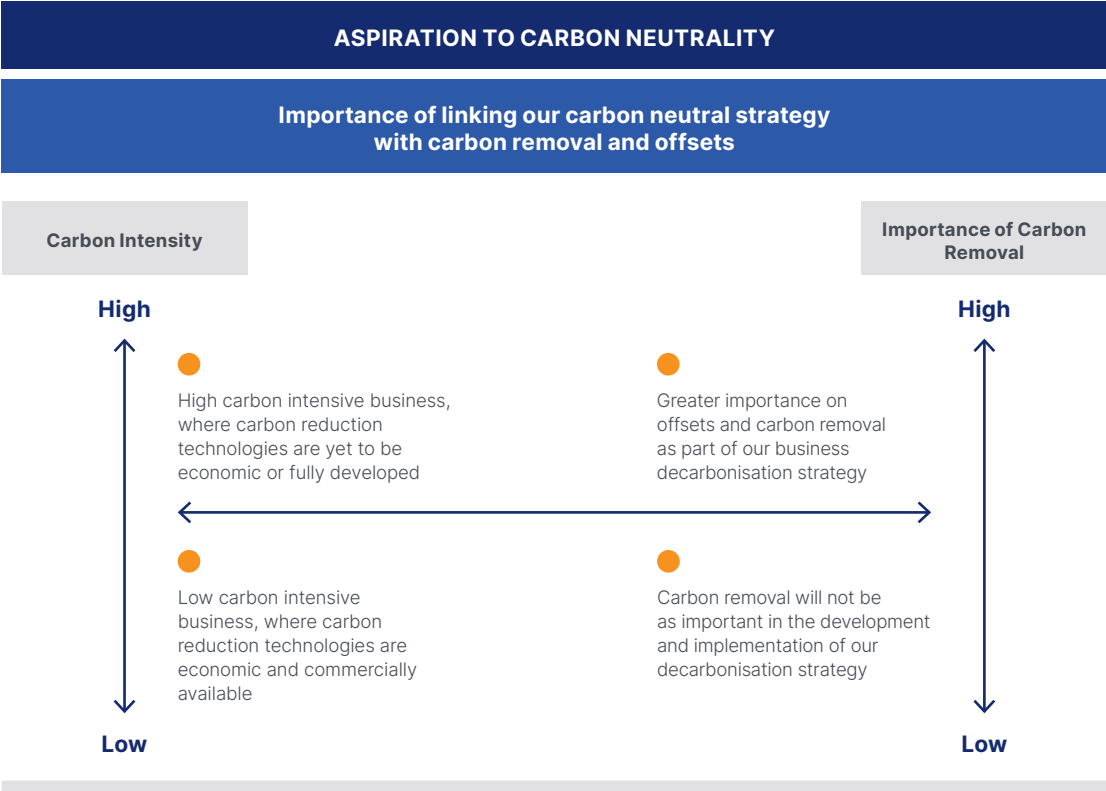 ASPIRATION TO CARBON NEUTRALITY
Importance of linking our carbon neutral strategy
with carbon removal and offsets
Carbon Intensity
Importance of Carbon
Removal
High
High
High carbon intensive business,
where carbon reduction
technologies are yet to be
economic or fully developed
Greater importance on
offsets and carbon removal
as part of our business
decarbonisation strategy
Low carbon intensive
business, where carbon
reduction technologies are
economic and commercially
available
Carbon removal will not be
as important in the development
and implementation of our
decarbonisation strategy
Low
Low